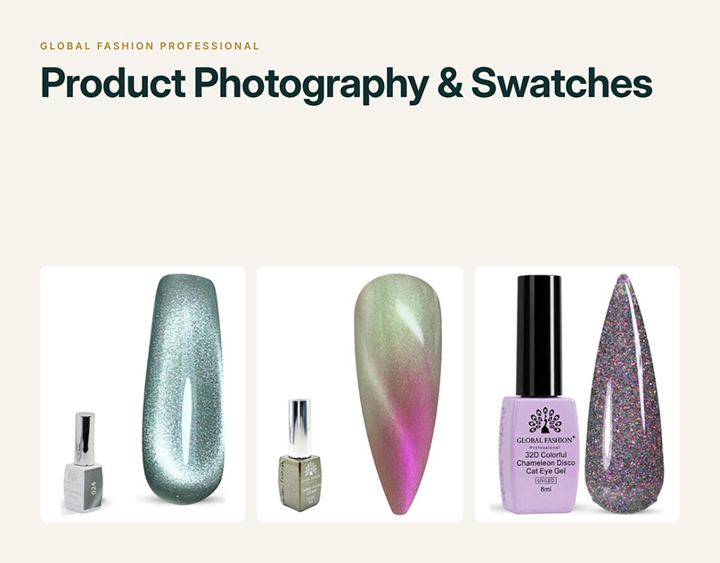 GLOBAL FASHION PROFESSIONAL
Product Photography & Swatches
024
GLOBAL FASHION®
Professional
32D Colorful
Chameleon Disco
Cat Eye Gel
UV/LED
8ml